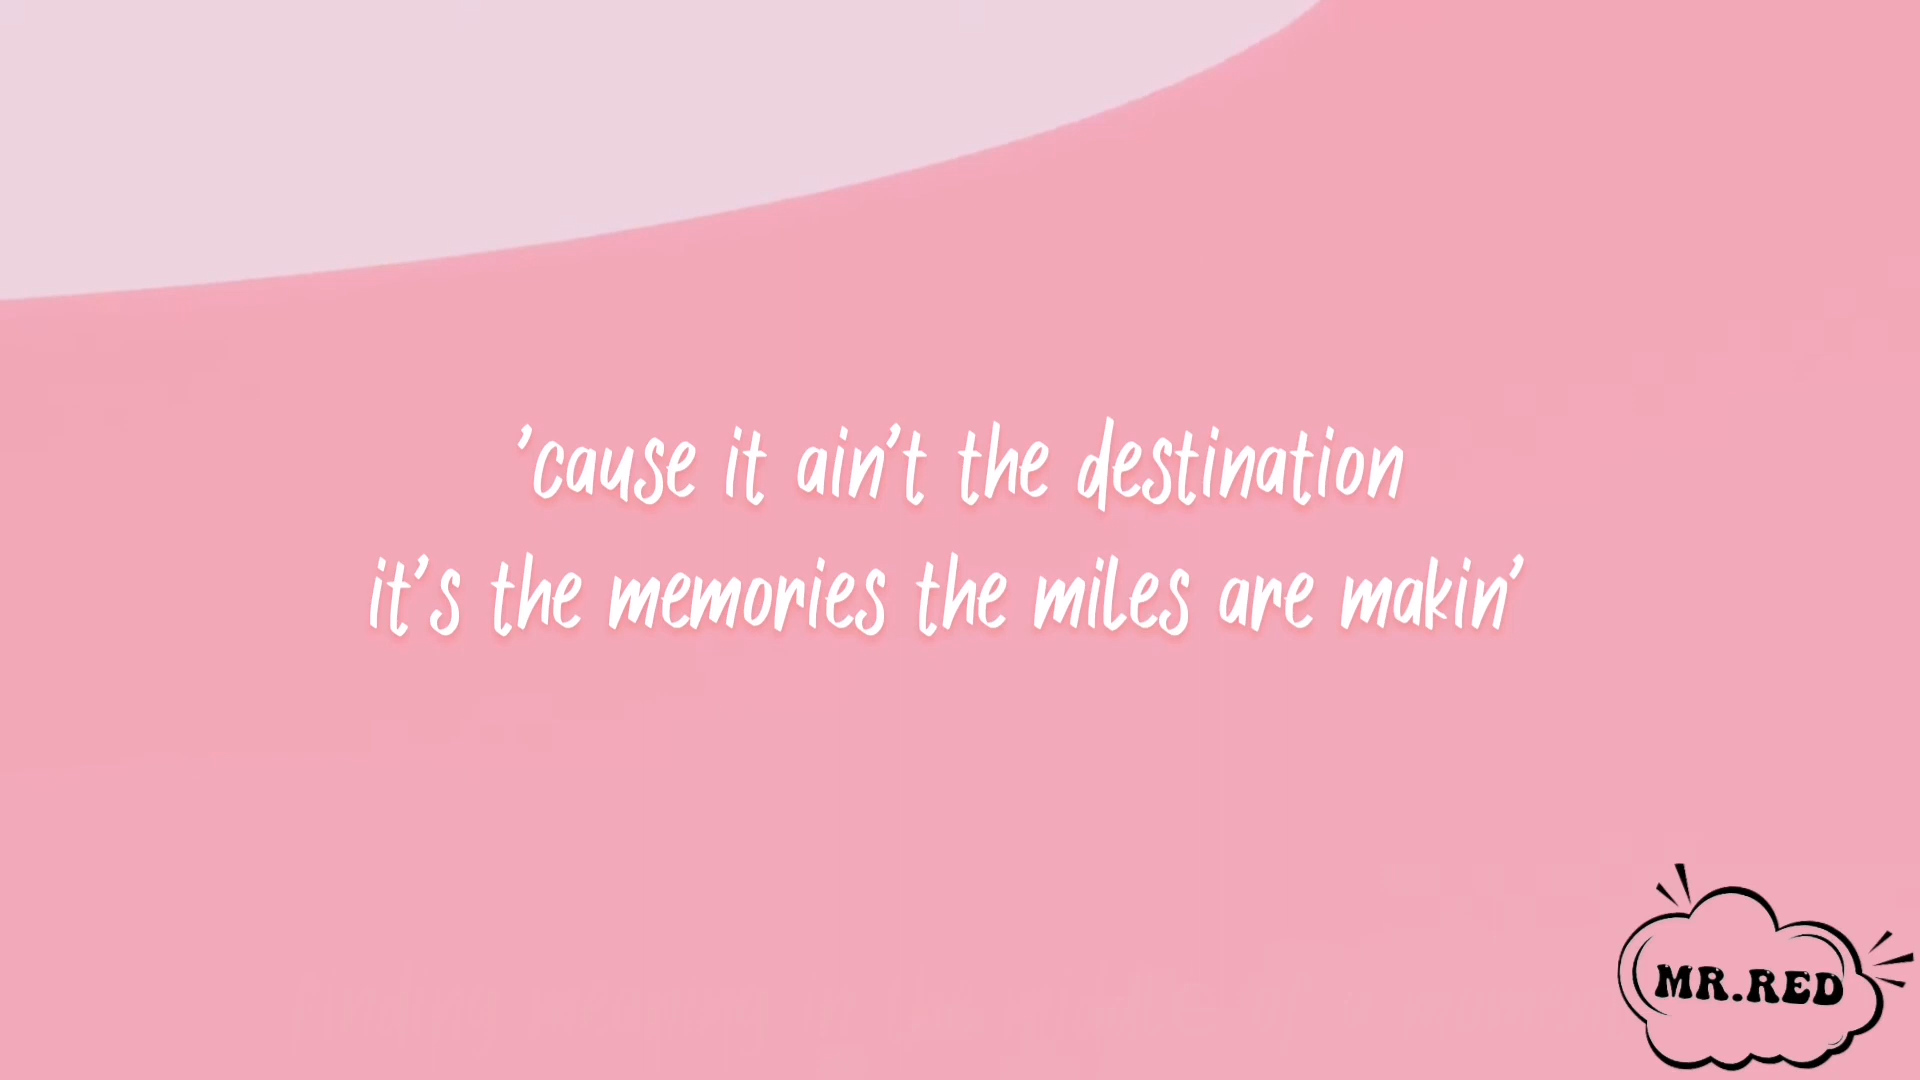 'cause it ain't the destination
it's the memories the miles are makin'
MR.RED